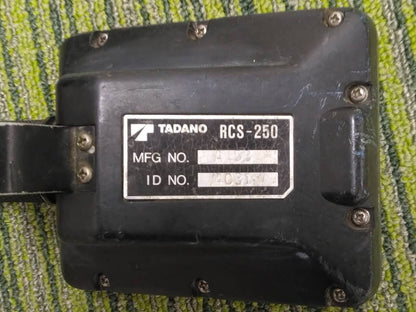 TADANO RCS-250
MFG NO.
ID NO.